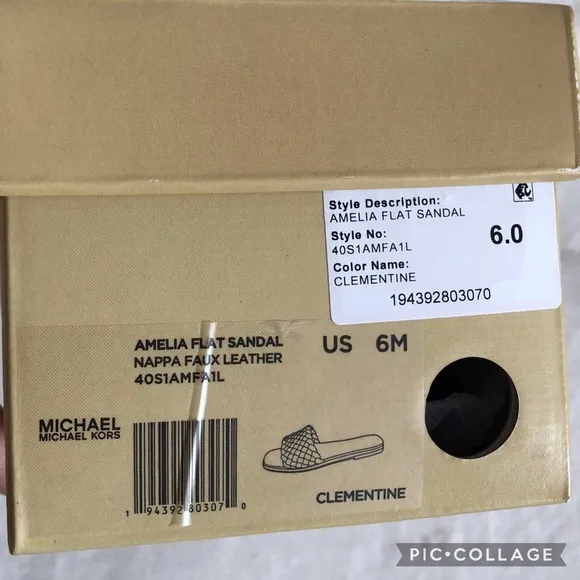 Style Description:
AMELIA FLAT SANDAL
Style No:
40S1AMFA1L
6.0
Color Name:
CLEMENTINE
194392803070
AMELIA FLAT SANDAL
NAPPA FAUX LEATHER
40S1AMFA1L
US 6M
MICHAEL
MICHAEL KORS
1 94392 80307 0
CLEMENTINE
PIC•COLLAGE